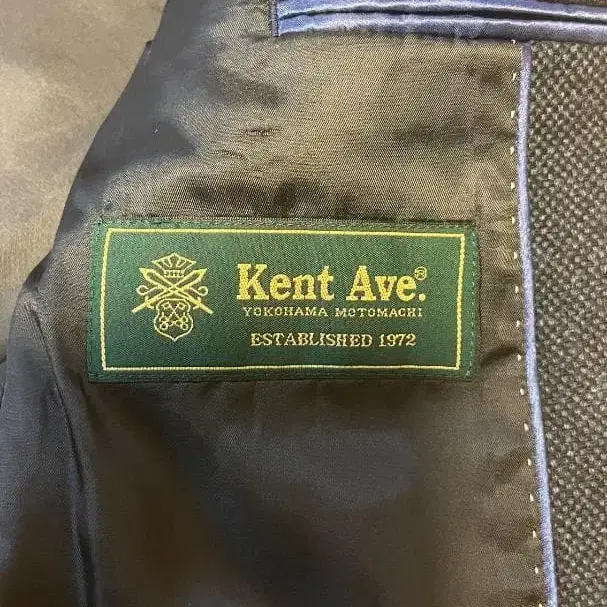 Kent Ave.®
YOKOHAMA MOTOMACHI
ESTABLISHED 1972